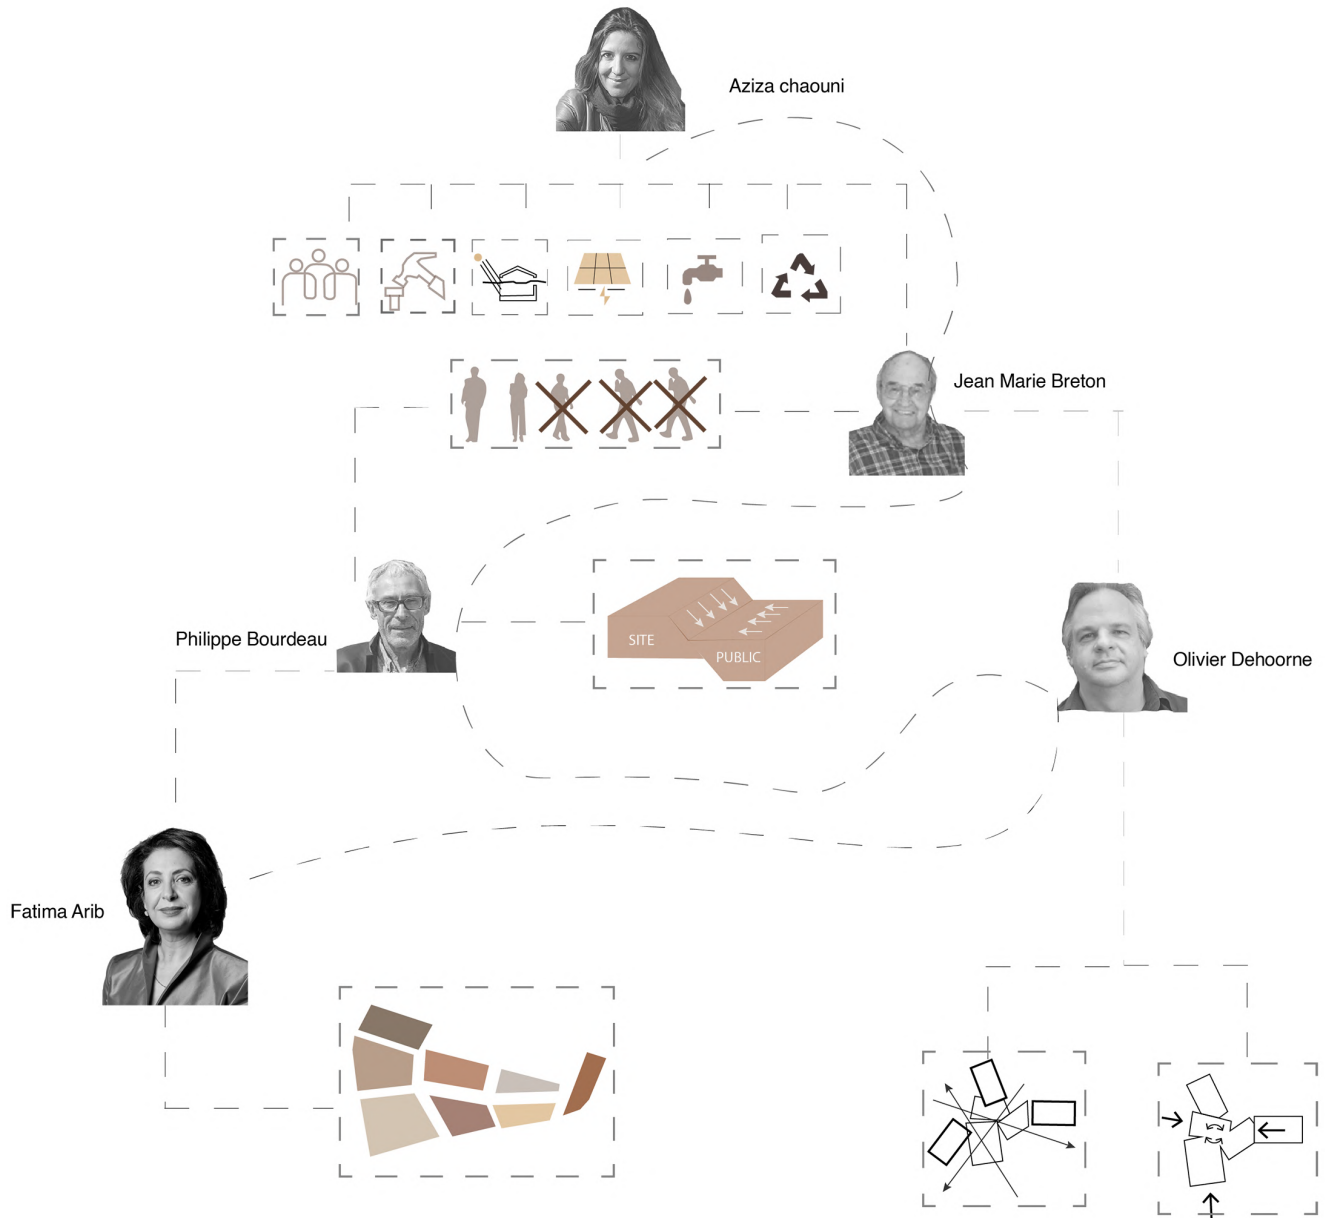 Aziza chaouni
Jean Marie Breton
Philippe Bourdeau
SITE
PUBLIC
Olivier Dehoorne
Fatima Arib